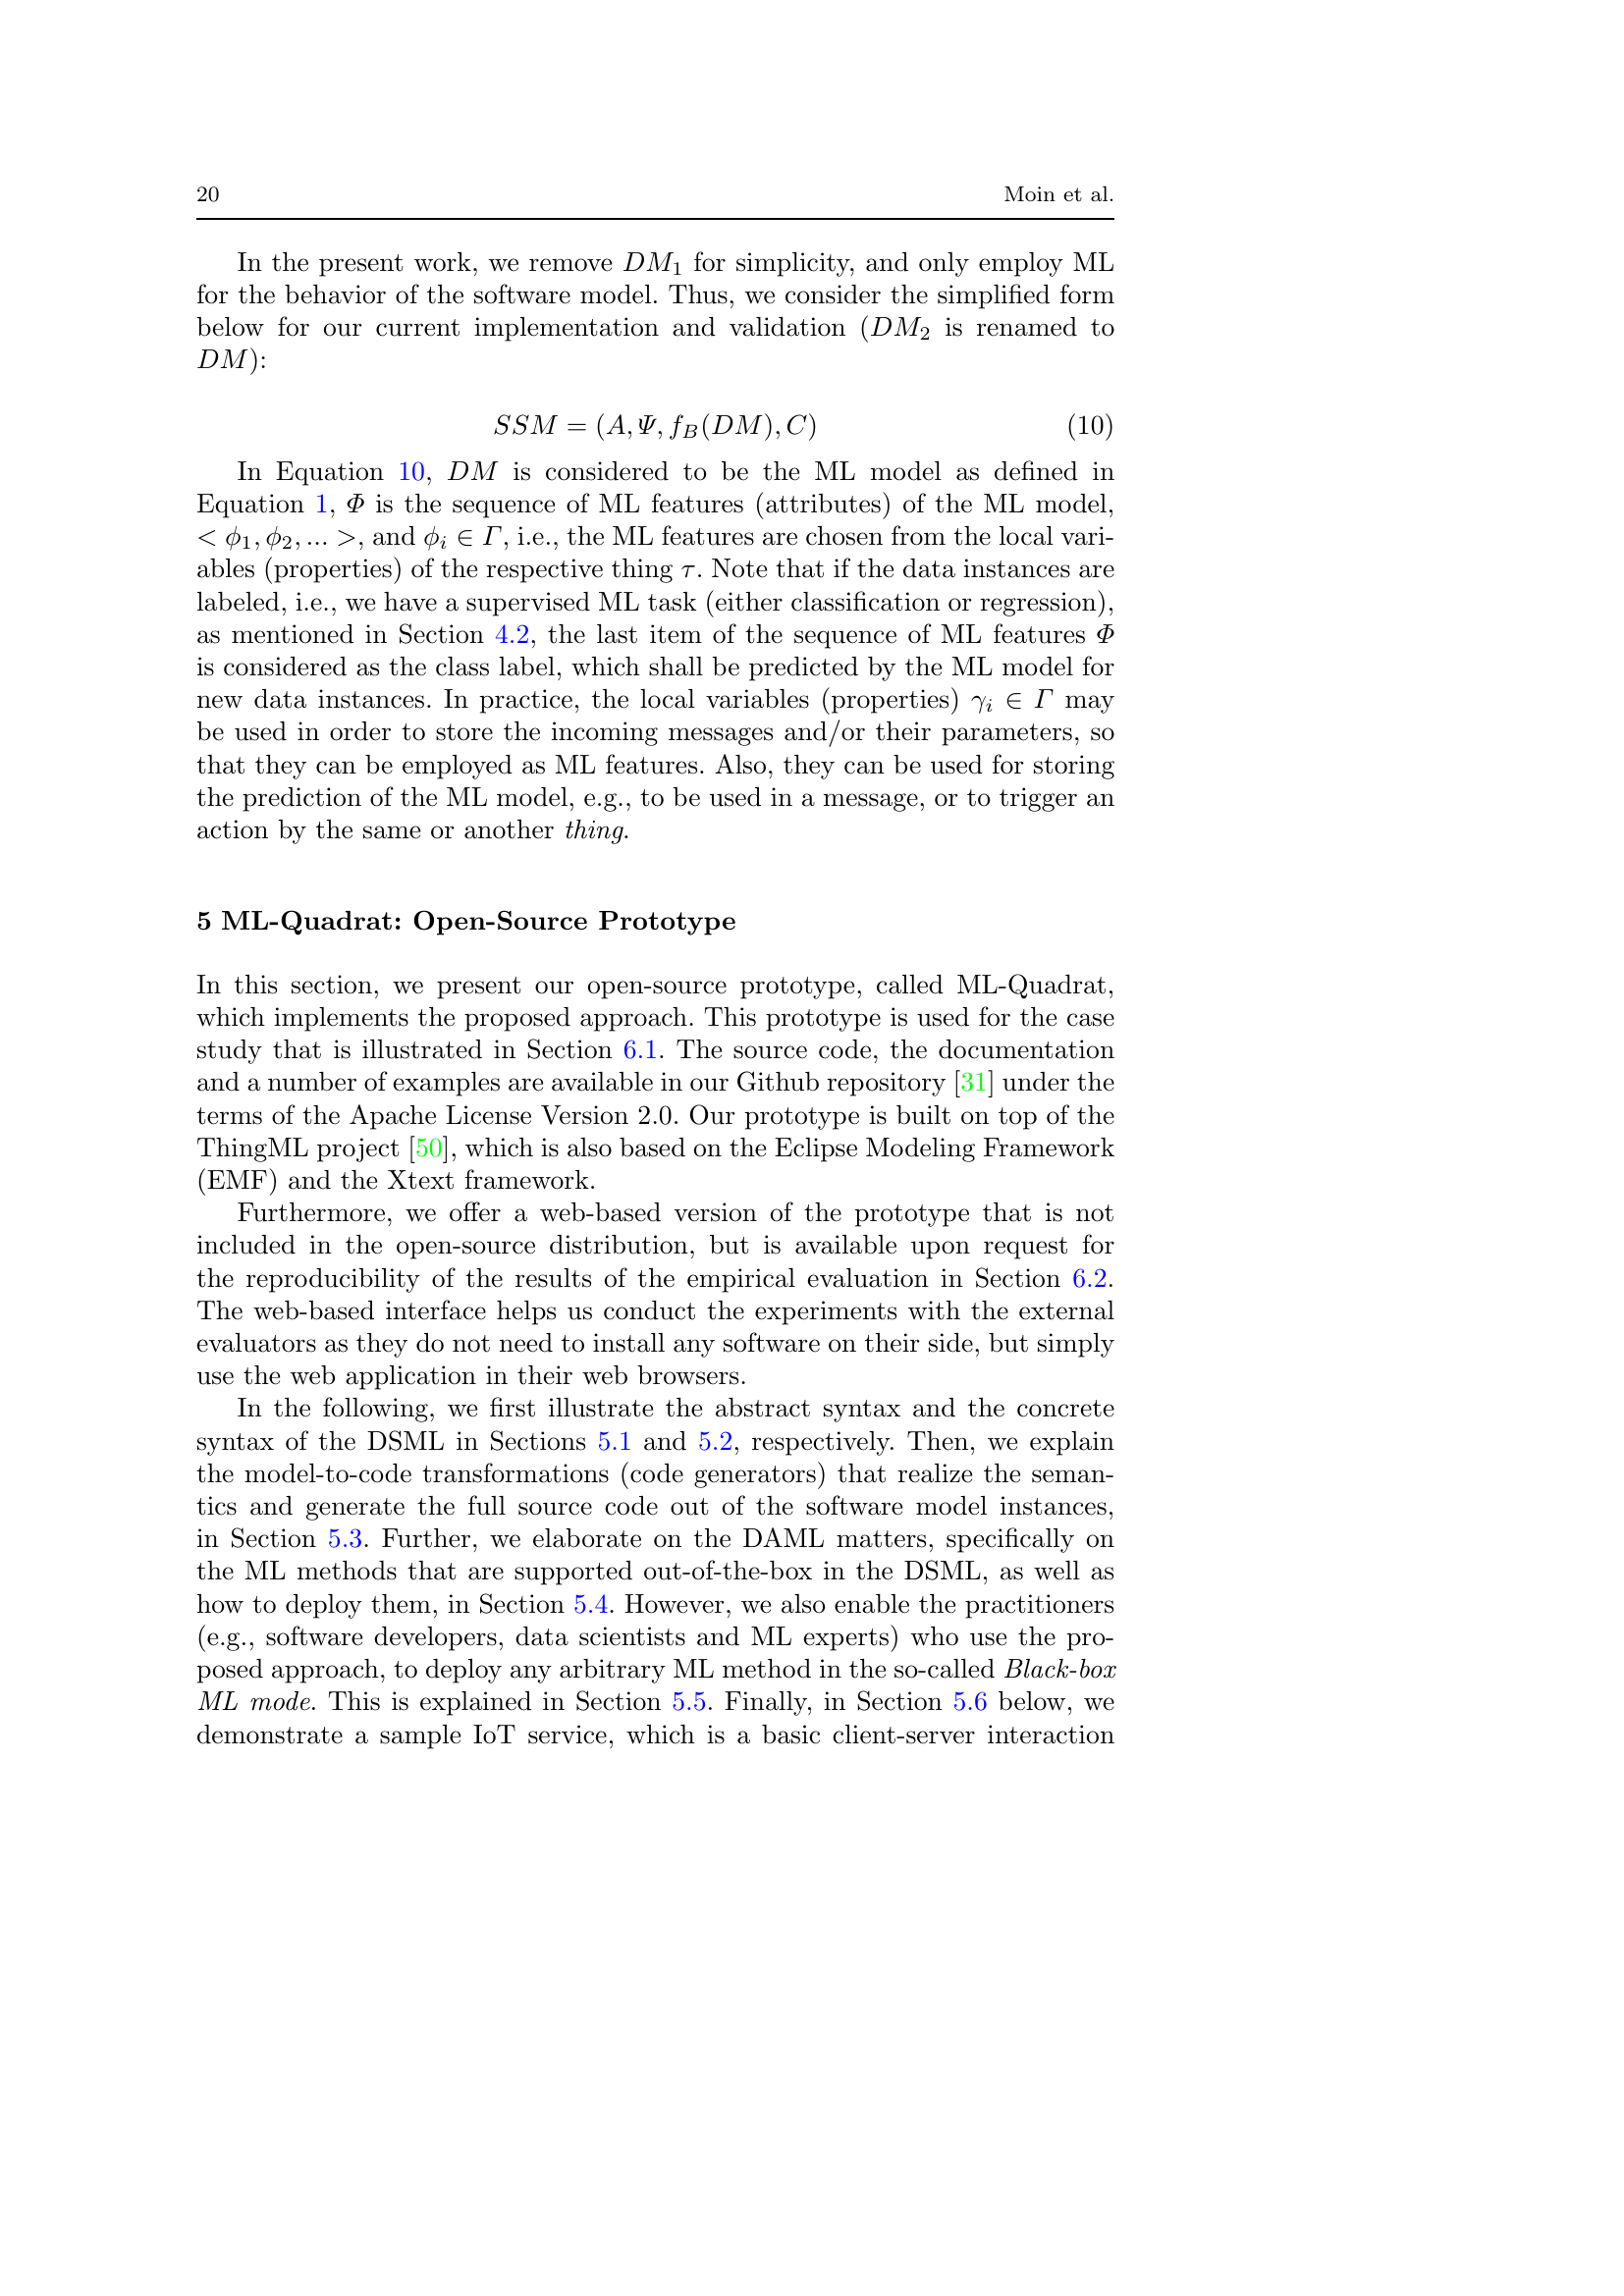 20
Moin et al.
In the present work, we remove DM₁ for simplicity, and only employ ML
for the behavior of the software model. Thus, we consider the simplified form
below for our current implementation and validation (DM₂ is renamed to
DM):
SSM = (A, Ψ, f_B(DM), C) (10)
In Equation 10, DM is considered to be the ML model as defined in
Equation 1, Φ is the sequence of ML features (attributes) of the ML model,
< ϕ₁, ϕ₂, ... >, and ϕᵢ ∈ Γ, i.e., the ML features are chosen from the local vari-
ables (properties) of the respective thing τ. Note that if the data instances are
labeled, i.e., we have a supervised ML task (either classification or regression),
as mentioned in Section 4.2, the last item of the sequence of ML features Φ
is considered as the class label, which shall be predicted by the ML model for
new data instances. In practice, the local variables (properties) γᵢ ∈ Γ may
be used in order to store the incoming messages and/or their parameters, so
that they can be employed as ML features. Also, they can be used for storing
the prediction of the ML model, e.g., to be used in a message, or to trigger an
action by the same or another thing.
5 ML-Quadrat: Open-Source Prototype
In this section, we present our open-source prototype, called ML-Quadrat,
which implements the proposed approach. This prototype is used for the case
study that is illustrated in Section 6.1. The source code, the documentation
and a number of examples are available in our Github repository [31] under the
terms of the Apache License Version 2.0. Our prototype is built on top of the
ThingML project [50], which is also based on the Eclipse Modeling Framework
(EMF) and the Xtext framework.
Furthermore, we offer a web-based version of the prototype that is not
included in the open-source distribution, but is available upon request for
the reproducibility of the results of the empirical evaluation in Section 6.2.
The web-based interface helps us conduct the experiments with the external
evaluators as they do not need to install any software on their side, but simply
use the web application in their web browsers.
In the following, we first illustrate the abstract syntax and the concrete
syntax of the DSML in Sections 5.1 and 5.2, respectively. Then, we explain
the model-to-code transformations (code generators) that realize the seman-
tics and generate the full source code out of the software model instances,
in Section 5.3. Further, we elaborate on the DAML matters, specifically on
the ML methods that are supported out-of-the-box in the DSML, as well as
how to deploy them, in Section 5.4. However, we also enable the practitioners
(e.g., software developers, data scientists and ML experts) who use the pro-
posed approach, to deploy any arbitrary ML method in the so-called Black-box
ML mode. This is explained in Section 5.5. Finally, in Section 5.6 below, we
demonstrate a sample IoT service, which is a basic client-server interaction